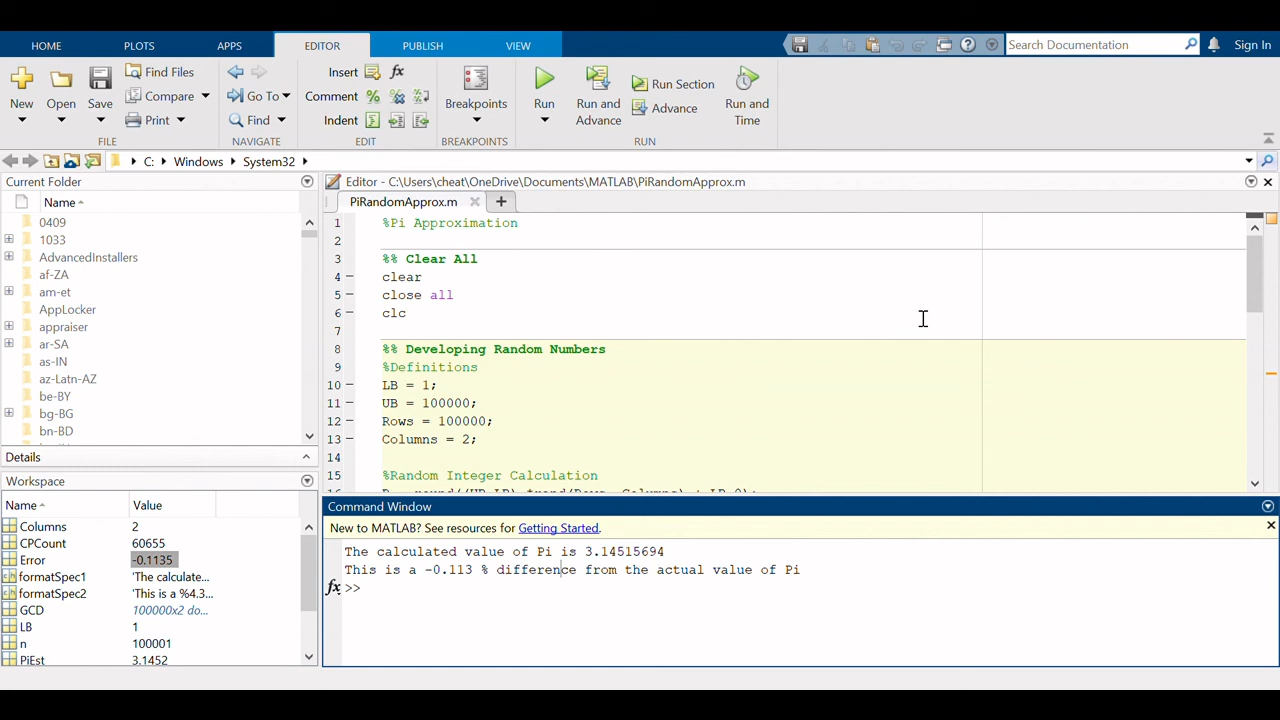 HOME PLOTS APPS EDITOR PUBLISH VIEW Search Documentation Sign In
New Open Save Find Files Compare Print
FILE
Go To Find
NAVIGATE
Insert fx
Comment %
Indent
EDIT
Breakpoints
BREAKPOINTS
Run Run and Advance Run Section Advance Run and Time
RUN
C: Windows System32
Current Folder
Name
0409
1033
AdvancedInstallers
af-ZA
am-et
AppLocker
appraiser
ar-SA
as-IN
az-Latn-AZ
be-BY
bg-BG
bn-BD
Details
Workspace
Name Value
Columns 2
CPCount 60655
Error -0.1135
formatSpec1 'The calculate...
formatSpec2 'This is a %4.3...
GCD 100000x2 do...
LB 1
n 100001
PiEst 3.1452
Editor - C:\Users\cheat\OneDrive\Documents\MATLAB\PiRandomApprox.m
PiRandomApprox.m
1 %Pi Approximation
2
3 %% Clear All
4 clear
5 close all
6 clc
7
8 %% Developing Random Numbers
9 %Definitions
10 LB = 1;
11 UB = 100000;
12 Rows = 100000;
13 Columns = 2;
14
15 %Random Integer Calculation
Command Window
New to MATLAB? See resources for Getting Started.
The calculated value of Pi is 3.14515694
This is a -0.113 % difference from the actual value of Pi
fx >>